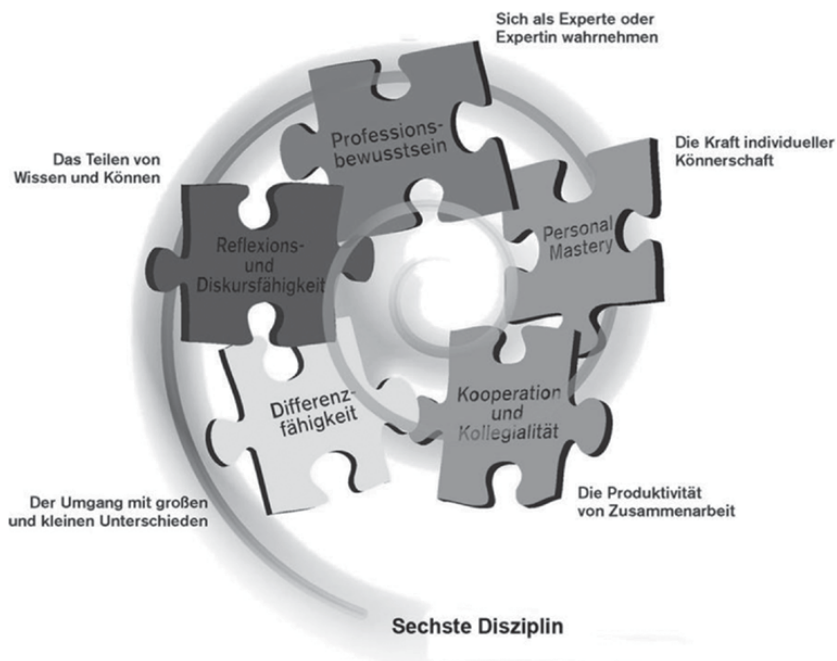 Sich als Experte oder
Expertin wahrnehmen
Professions-
bewusstsein
Die Kraft individueller
Könnerschaft
Personal
Mastery
Das Teilen von
Wissen und Können
Reflexions-
und
Diskursfähigkeit
Differenz-
fähigkeit
Kooperation
und
Kollegialität
Der Umgang mit großen
und kleinen Unterschieden
Die Produktivität
von Zusammenarbeit
Sechste Disziplin